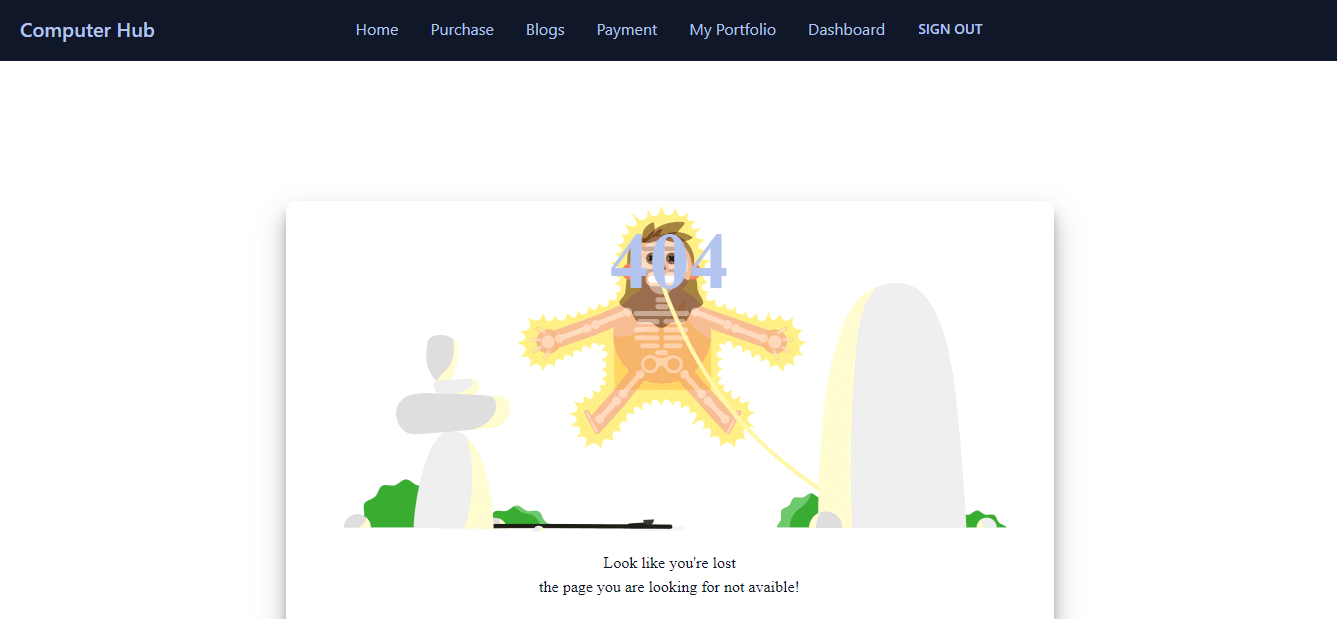 Computer Hub
Home Purchase Blogs Payment My Portfolio Dashboard SIGN OUT
404
Look like you're lost
the page you are looking for not avaible!